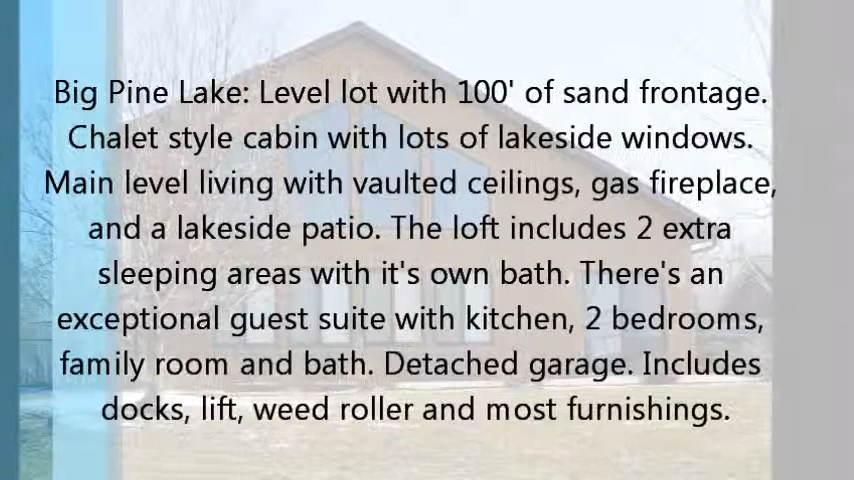 Big Pine Lake: Level lot with 100' of sand frontage.
Chalet style cabin with lots of lakeside windows.
Main level living with vaulted ceilings, gas fireplace,
and a lakeside patio. The loft includes 2 extra
sleeping areas with it's own bath. There's an
exceptional guest suite with kitchen, 2 bedrooms,
family room and bath. Detached garage. Includes
docks, lift, weed roller and most furnishings.